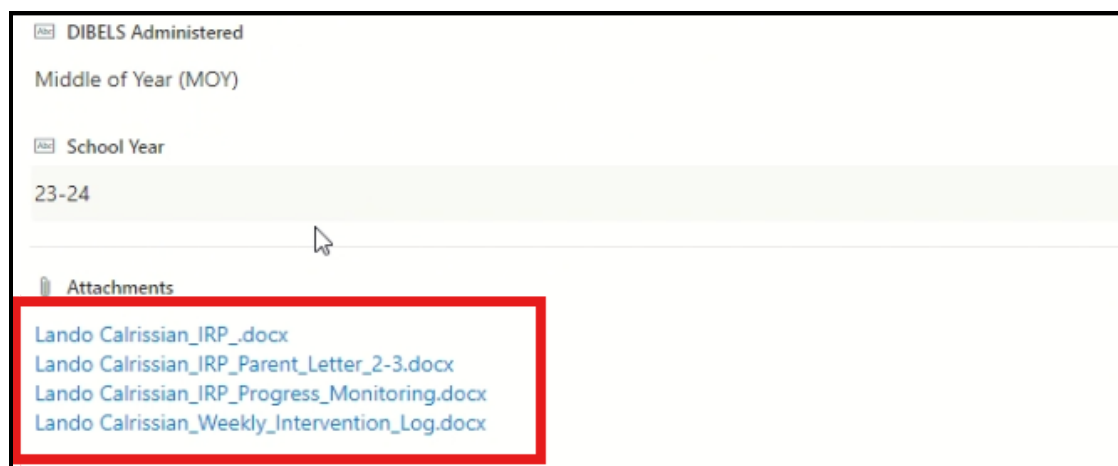 DIBELS Administered
Middle of Year (MOY)
School Year
23-24
Attachments
Lando Calrissian_IRP_.docx
Lando Calrissian_IRP_Parent_Letter_2-3.docx
Lando Calrissian_IRP_Progress_Monitoring.docx
Lando Calrissian_Weekly_Intervention_Log.docx